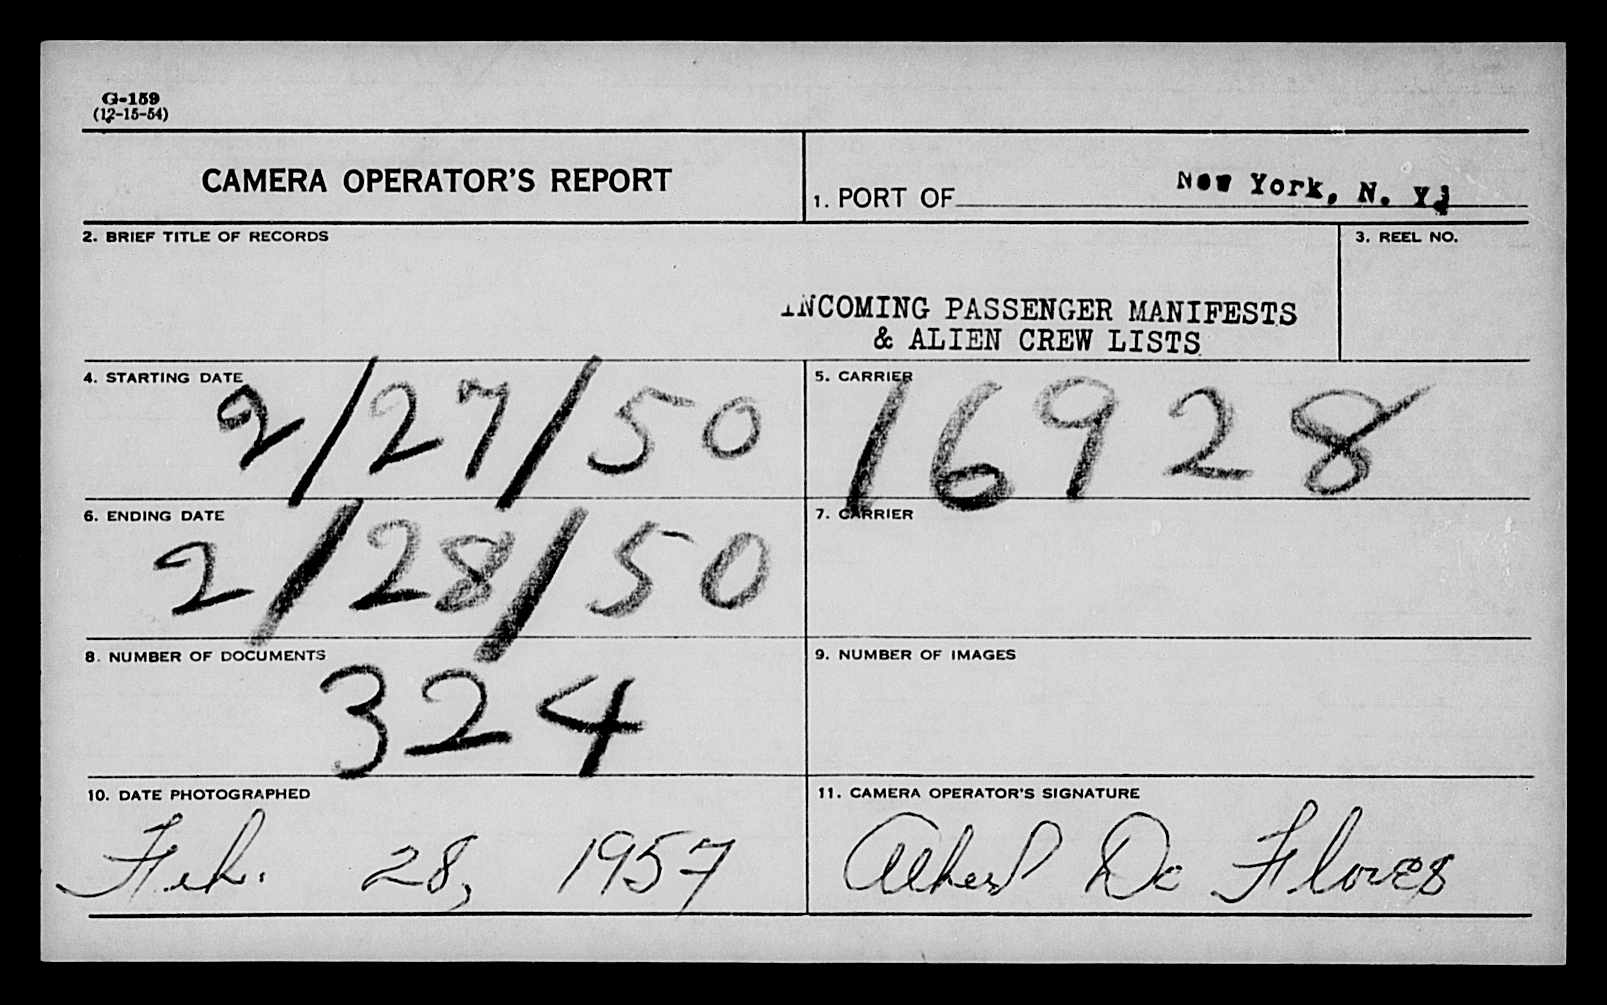 G-159
(12-15-54)
CAMERA OPERATOR'S REPORT
1. PORT OF New York, N. Y.
2. BRIEF TITLE OF RECORDS
3. REEL NO.
INCOMING PASSENGER MANIFESTS
& ALIEN CREW LISTS
4. STARTING DATE
2/27/50
5. CARRIER
16928
6. ENDING DATE
2/28/50
7. CARRIER
8. NUMBER OF DOCUMENTS
324
9. NUMBER OF IMAGES
10. DATE PHOTOGRAPHED
Feb. 28, 1957
11. CAMERA OPERATOR'S SIGNATURE
Albert De Flores